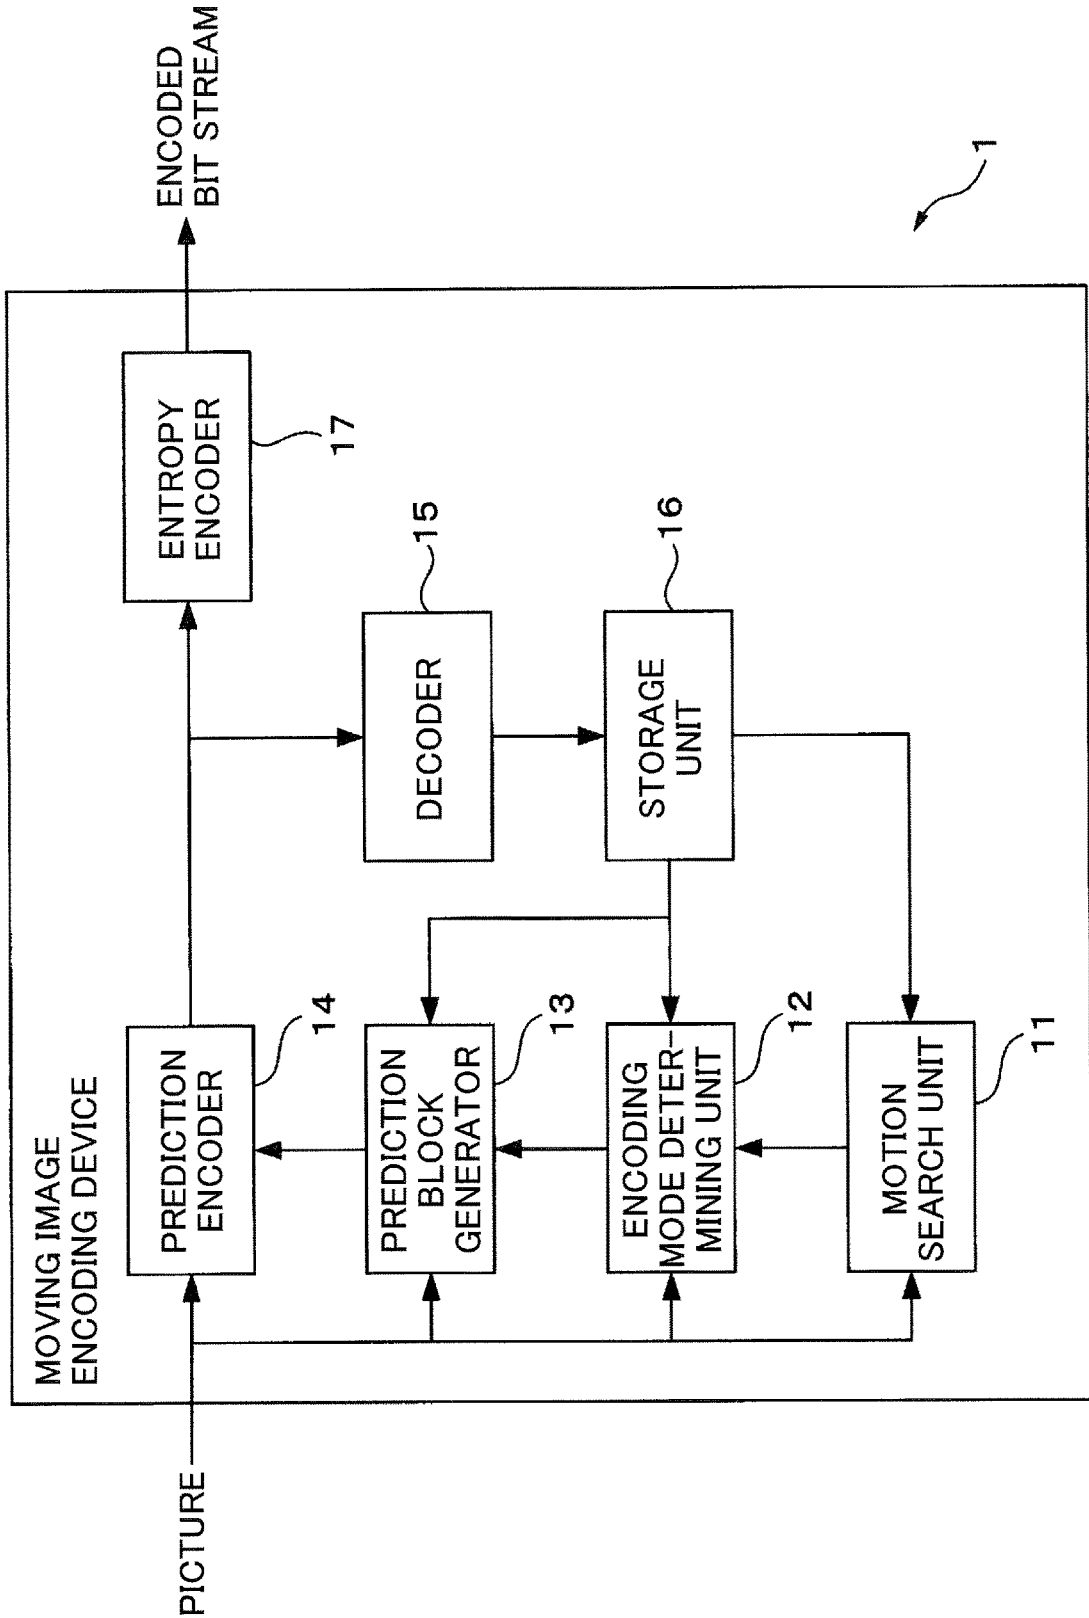 MOVING IMAGE
ENCODING DEVICE
PICTURE
PREDICTION
ENCODER
14
ENTROPY
ENCODER
17
ENCODED
BIT STREAM
PREDICTION
BLOCK
GENERATOR
13
DECODER
15
ENCODING
MODE DETER-
MINING UNIT
12
STORAGE
UNIT
16
MOTION
SEARCH UNIT
11
1